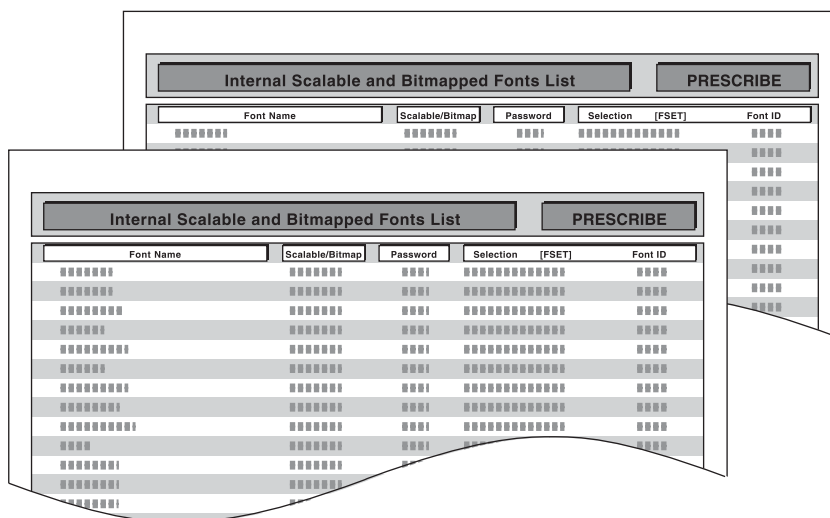 Internal Scalable and Bitmapped Fonts List PRESCRIBE
Font Name Scalable/Bitmap Password Selection [FSET] Font ID
Internal Scalable and Bitmapped Fonts List PRESCRIBE
Font Name Scalable/Bitmap Password Selection [FSET] Font ID